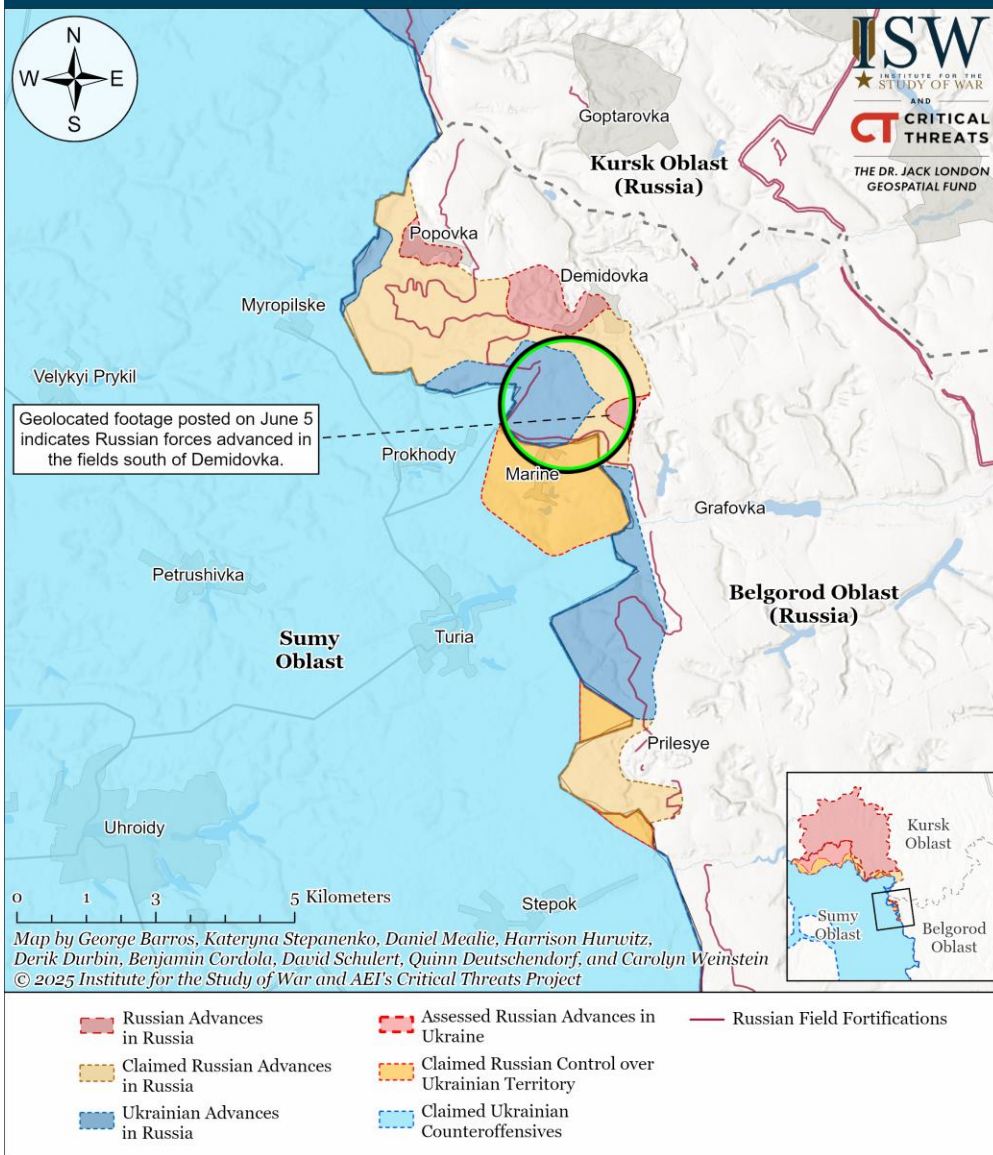 N
W
E
S
ISW
INSTITUTE FOR THE
STUDY OF WAR
AND
CT CRITICAL
THREATS
THE DR. JACK LONDON
GEOSPATIAL FUND
Goptarovka
Kursk Oblast
(Russia)
Popovka
Demidovka
Myropilske
Velykyi Prykil
Geolocated footage posted on June 5
indicates Russian forces advanced in
the fields south of Demidovka.
Prokhody
Marine
Grafovka
Petrushivka
Belgorod Oblast
(Russia)
Sumy
Oblast
Turia
Prilesye
Uhroidy
Stepok
Kursk
Oblast
Sumy
Oblast
Belgorod
Oblast
0 1 3 5 Kilometers
Map by George Barros, Kateryna Stepanenko, Daniel Mealie, Harrison Hurwitz,
Derik Durbin, Benjamin Cordola, David Schulert, Quinn Deutschendorf, and Carolyn Weinstein
© 2025 Institute for the Study of War and AEI's Critical Threats Project
Russian Advances
in Russia
Claimed Russian Advances
in Russia
Ukrainian Advances
in Russia
Assessed Russian Advances in
Ukraine
Claimed Russian Control over
Ukrainian Territory
Claimed Ukrainian
Counteroffensives
Russian Field Fortifications